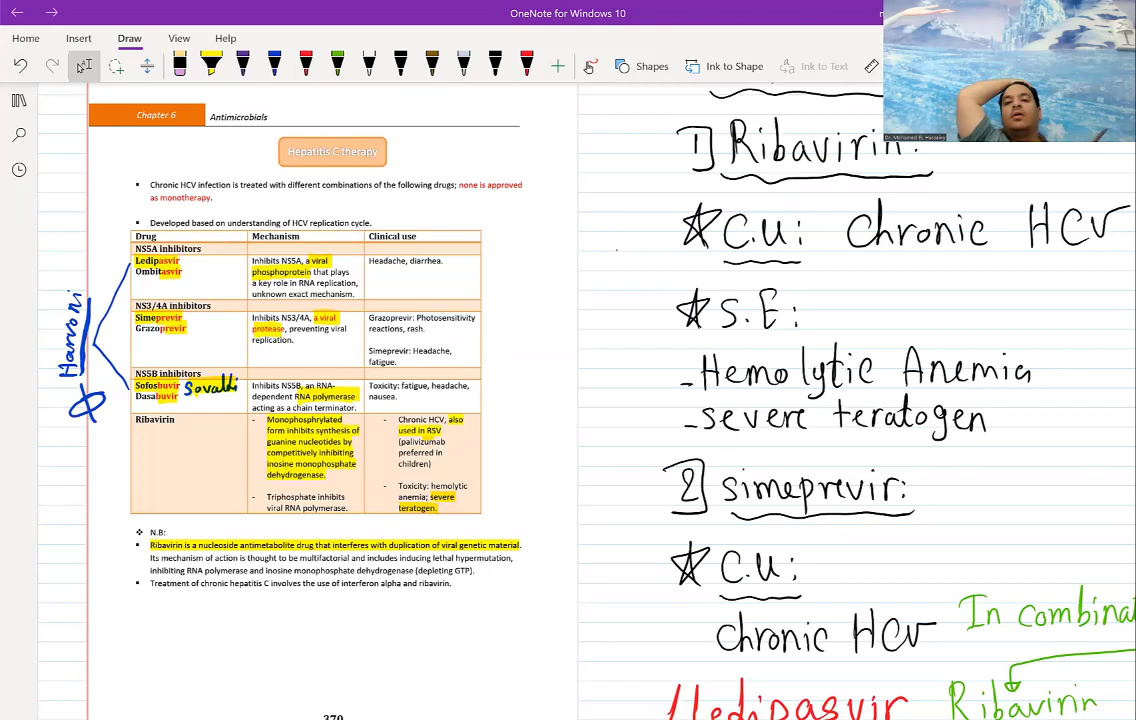 OneNote for Windows 10
Home Insert Draw View Help
Shapes Ink to Shape Ink to Text
Dr. Mohamed EL Hosseiny
Chapter 6 Antimicrobials
Hepatitis C therapy
Chronic HCV infection is treated with different combinations of the following drugs; none is approved
as monotherapy.
Developed based on understanding of HCV replication cycle.
Drug Mechanism Clinical use
NS5A inhibitors
Ledipasvir
Ombitasvir
Inhibits NS5A, a viral
phosphoprotein that plays
a key role in RNA replication,
unknown exact mechanism.
Headache, diarrhea.
NS3/4A inhibitors
Simeprevir
Grazoprevir
Inhibits NS3/4A, a viral
protease, preventing viral
replication.
Grazoprevir: Photosensitivity
reactions, rash.
Simeprevir: Headache,
fatigue.
NS5B inhibitors
Sofosbuvir Sovaldi
Dasabuvir
Inhibits NS5B, an RNA-
dependent RNA polymerase
acting as a chain terminator.
Toxicity: fatigue, headache,
nausea.
Ribavirin
- Monophosphrylated
form inhibits synthesis of
guanine nucleotides by
competitively inhibiting
inosine monophosphate
dehydrogenase.
- Triphosphate inhibits
viral RNA polymerase.
- Chronic HCV, also
used in RSV
(palivizumab
preferred in
children)
- Toxicity: hemolytic
anemia; severe
teratogen.
Harvoni
N.B:
Ribavirin is a nucleoside antimetabolite drug that interferes with duplication of viral genetic material.
Its mechanism of action is thought to be multifactorial and includes inducing lethal hypermutation,
inhibiting RNA polymerase and inosine monophosphate dehydrogenase (depleting GTP).
Treatment of chronic hepatitis C involves the use of interferon alpha and ribavirin.
370
1] Ribavirin:
C.U: chronic HCV
S.E:
- Hemolytic Anemia
- severe teratogen
2] simeprevir:
C.U:
chronic HCV
In combinat
Ledipasvir
Ribavirin